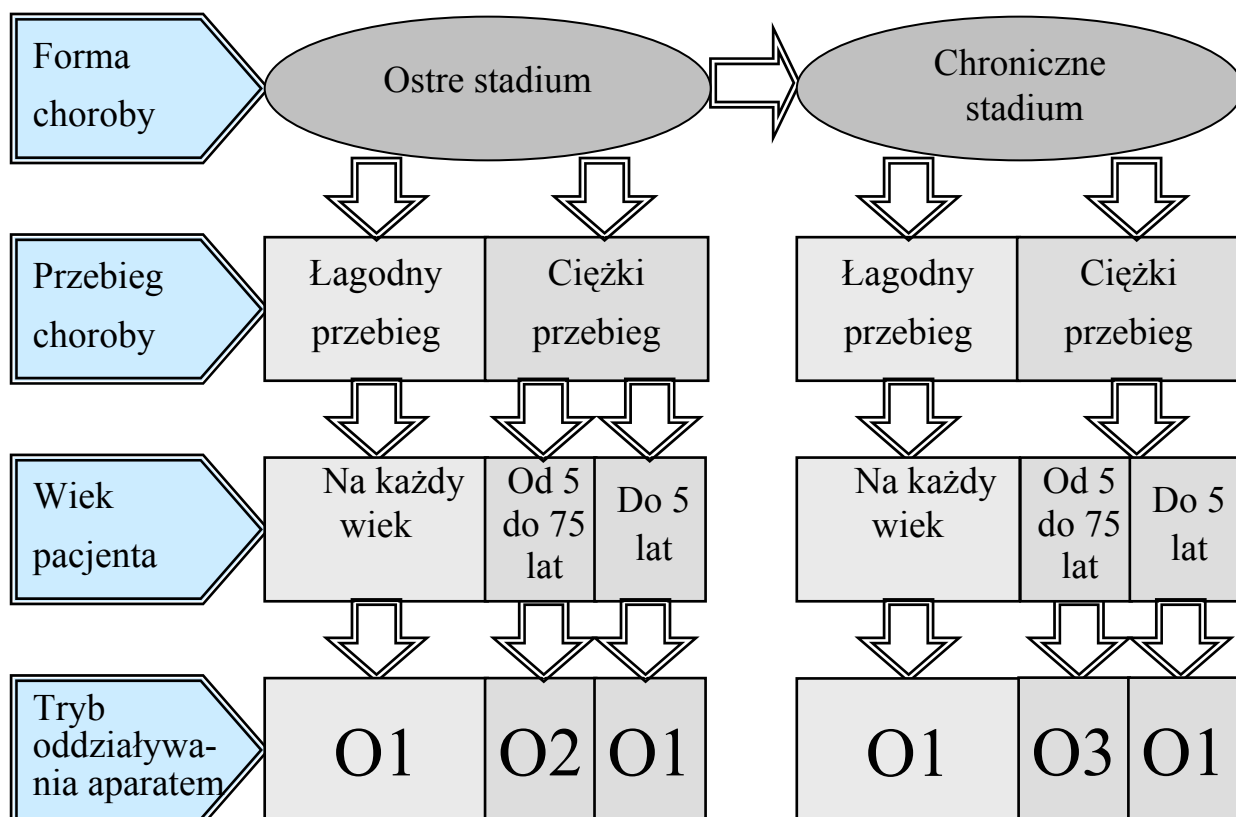 Forma
choroby
Ostre stadium
Chroniczne
stadium
Przebieg
choroby
Łagodny
przebieg
Ciężki
przebieg
Łagodny
przebieg
Ciężki
przebieg
Wiek
pacjenta
Na każdy
wiek
Od 5
do 75
lat
Do 5
lat
Na każdy
wiek
Od 5
do 75
lat
Do 5
lat
Tryb
oddziaływa-
nia aparatem
O1
O2
O1
O1
O3
O1